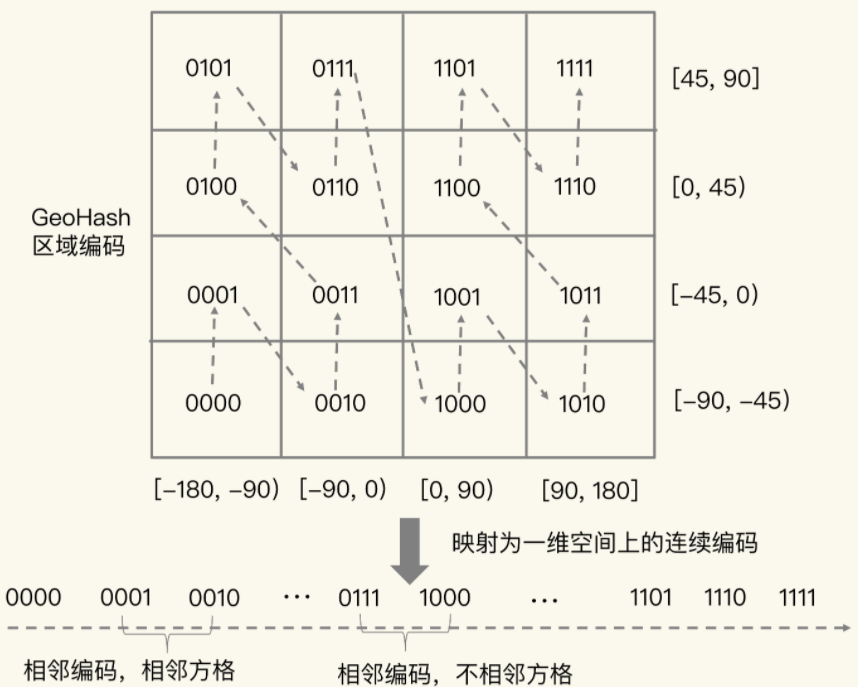 0101 0111 1101 1111 [45, 90]
0100 0110 1100 1110 [0, 45)
GeoHash
区域编码
0001 0011 1001 1011 [–45, 0)
0000 0010 1000 1010 [–90, –45)
[–180, –90) [–90, 0) [0, 90) [90, 180]
映射为一维空间上的连续编码
0000 0001 0010 ··· 0111 1000 ··· 1101 1110 1111
相邻编码，相邻方格 相邻编码，不相邻方格